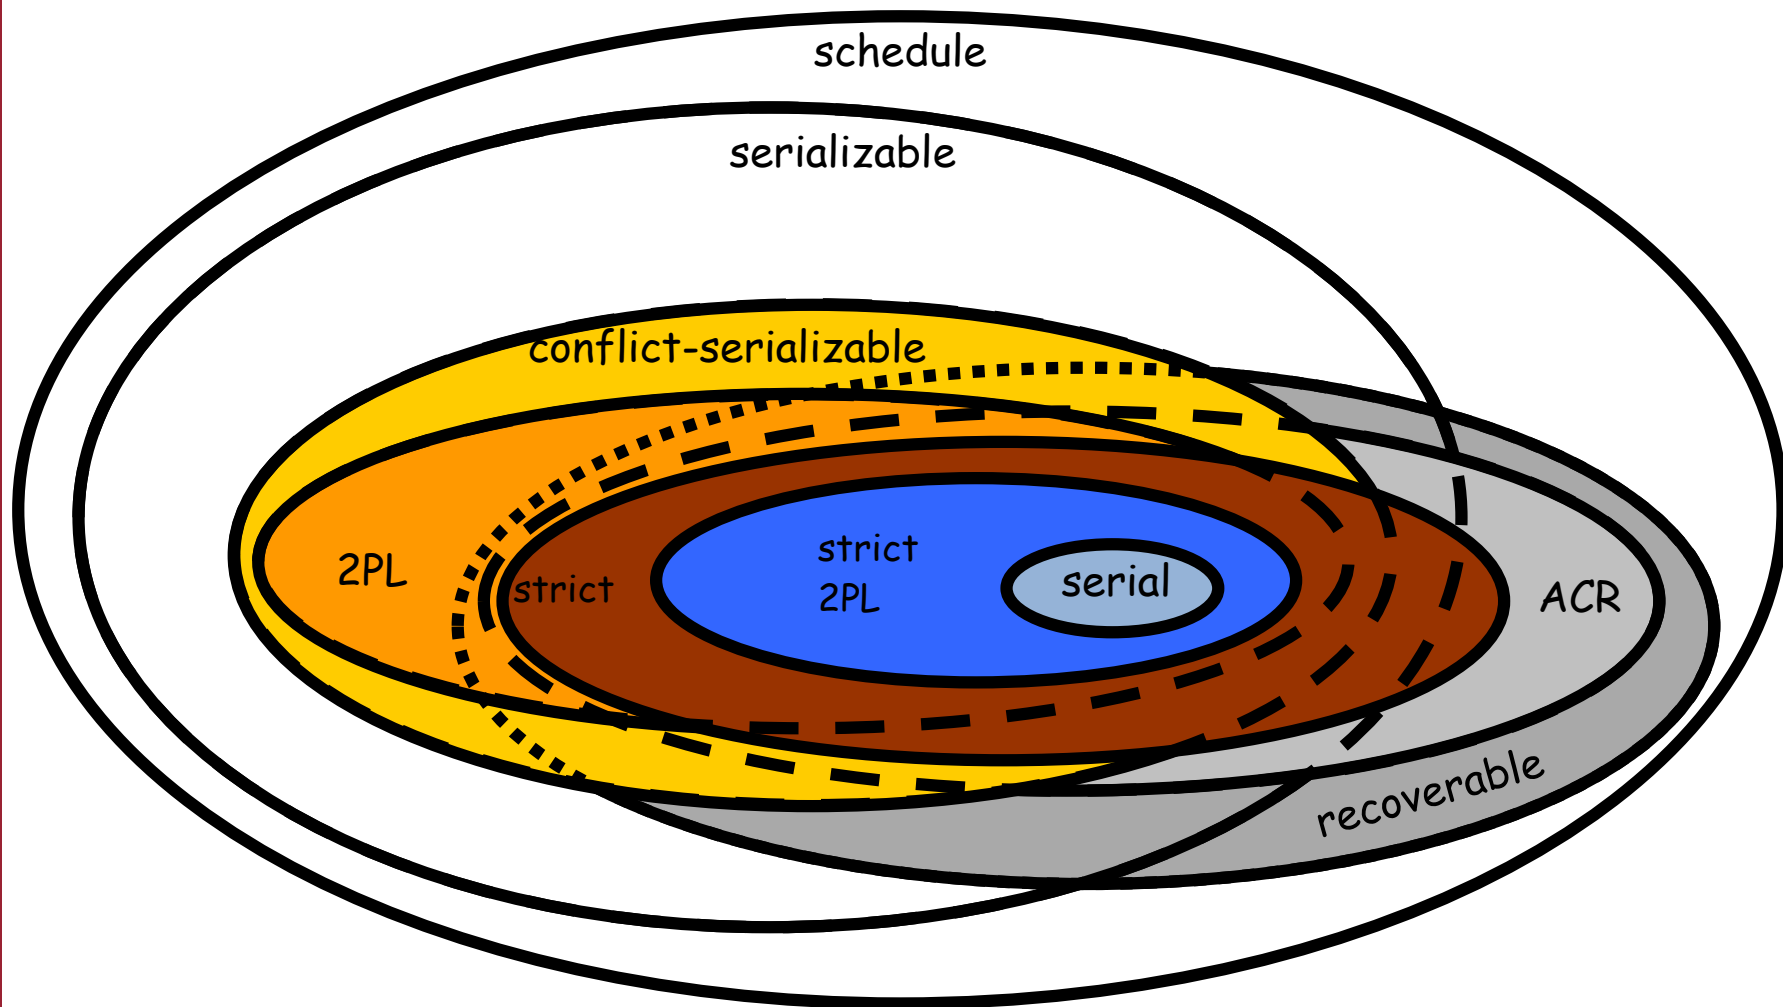 schedule
serializable
conflict-serializable
2PL
strict
strict
2PL
serial
ACR
recoverable